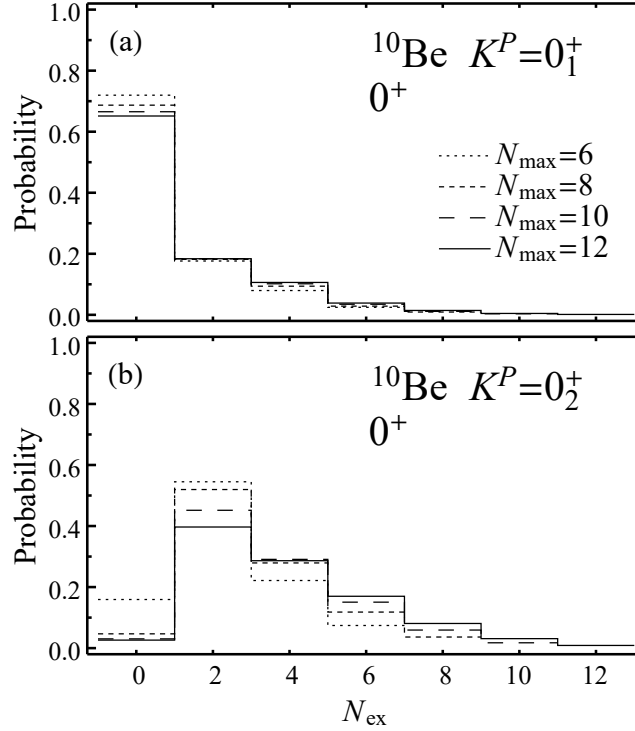 1.0
(a)
¹⁰Be K^P=0₁⁺
0⁺
0.8
0.6
0.4
0.2
0.0
Probability
N_max=6
N_max=8
N_max=10
N_max=12
1.0
(b)
¹⁰Be K^P=0₂⁺
0⁺
0.8
0.6
0.4
0.2
0.0
Probability
0 2 4 6 8 10 12
N_ex